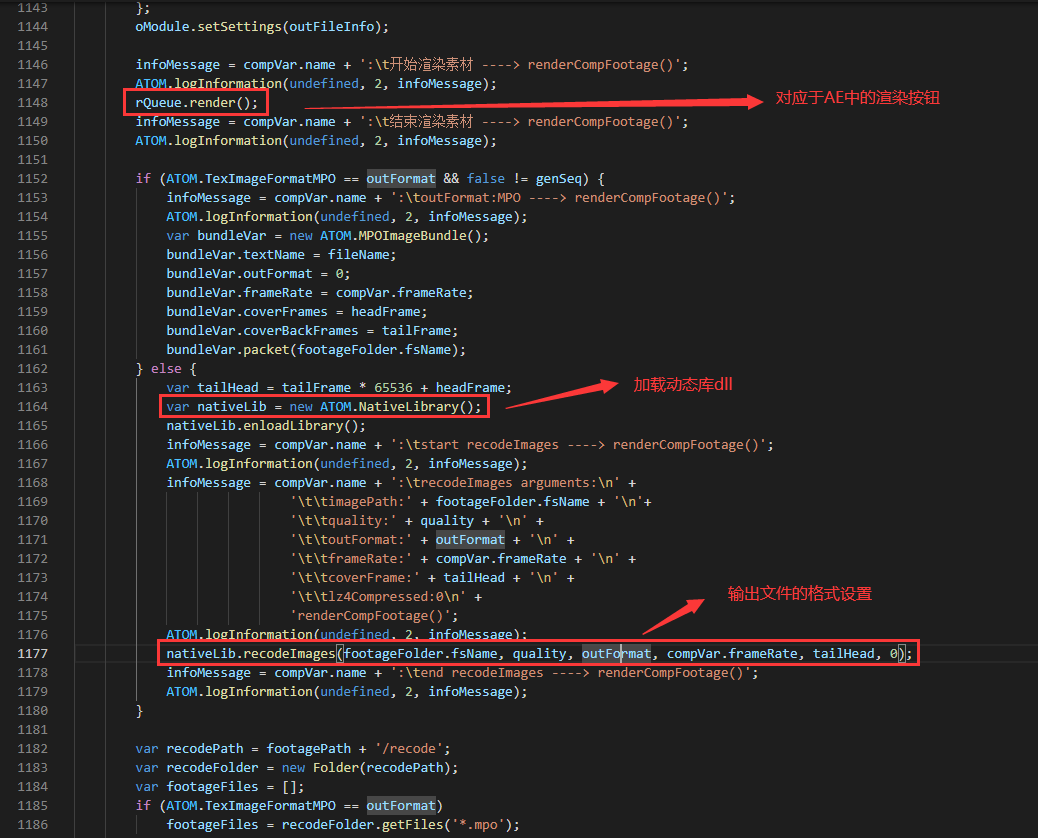 1143 };
1144 oModule.setSettings(outFileInfo);
1145
1146 infoMessage = compVar.name + ':\t开始渲染素材 ----> renderCompFootage()';
1147 ATOM.logInformation(undefined, 2, infoMessage);
1148 rQueue.render(); 对应于AE中的渲染按钮
1149 infoMessage = compVar.name + ':\t结束渲染素材 ----> renderCompFootage()';
1150 ATOM.logInformation(undefined, 2, infoMessage);
1151
1152 if (ATOM.TexImageFormatMPO == outFormat && false != genSeq) {
1153 infoMessage = compVar.name + ':\toutFormat:MPO ----> renderCompFootage()';
1154 ATOM.logInformation(undefined, 2, infoMessage);
1155 var bundleVar = new ATOM.MPOImageBundle();
1156 bundleVar.textName = fileName;
1157 bundleVar.outFormat = 0;
1158 bundleVar.frameRate = compVar.frameRate;
1159 bundleVar.coverFrames = headFrame;
1160 bundleVar.coverBackFrames = tailFrame;
1161 bundleVar.packet(footageFolder.fsName);
1162 } else {
1163 var tailHead = tailFrame * 65536 + headFrame;
1164 var nativeLib = new ATOM.NativeLibrary(); 加载动态库dll
1165 nativeLib.enloadLibrary();
1166 infoMessage = compVar.name + ':\tstart recodeImages ----> renderCompFootage()';
1167 ATOM.logInformation(undefined, 2, infoMessage);
1168 infoMessage = compVar.name + ':\trecodeImages arguments:\n' +
1169 '\t\timagePath:' + footageFolder.fsName + '\n'+
1170 '\t\tquality:' + quality + '\n' +
1171 '\t\toutFormat:' + outFormat + '\n' +
1172 '\t\tframeRate:' + compVar.frameRate + '\n' +
1173 '\t\tcoverFrame:' + tailHead + '\n' +
1174 '\t\tlz4Compressed:0\n' +
1175 'renderCompFootage()'; 输出文件的格式设置
1176 ATOM.logInformation(undefined, 2, infoMessage);
1177 nativeLib.recodeImages(footageFolder.fsName, quality, outFormat, compVar.frameRate, tailHead, 0);
1178 infoMessage = compVar.name + ':\tend recodeImages ----> renderCompFootage()';
1179 ATOM.logInformation(undefined, 2, infoMessage);
1180 }
1181
1182 var recodePath = footagePath + '/recode';
1183 var recodeFolder = new Folder(recodePath);
1184 var footageFiles = [];
1185 if (ATOM.TexImageFormatMPO == outFormat)
1186 footageFiles = recodeFolder.getFiles('*.mpo');